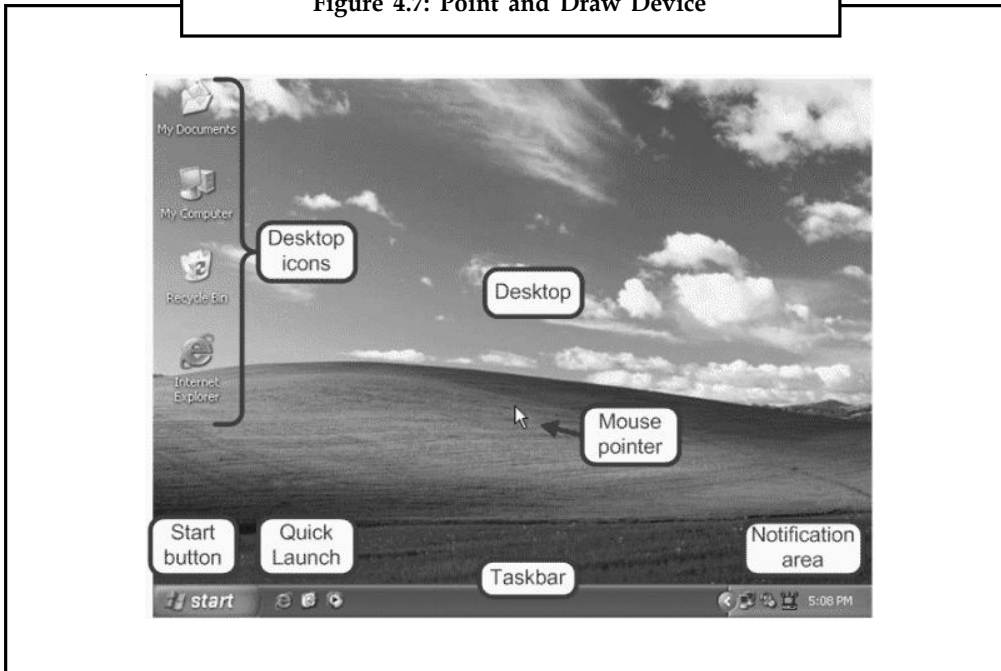 Figure 4.7: Point and Draw Device
My Documents
My Computer
Desktop
icons
Recycle Bin
Desktop
Internet
Explorer
Mouse
pointer
Start
button
Quick
Launch
Notification
area
Taskbar
start
5:08 PM